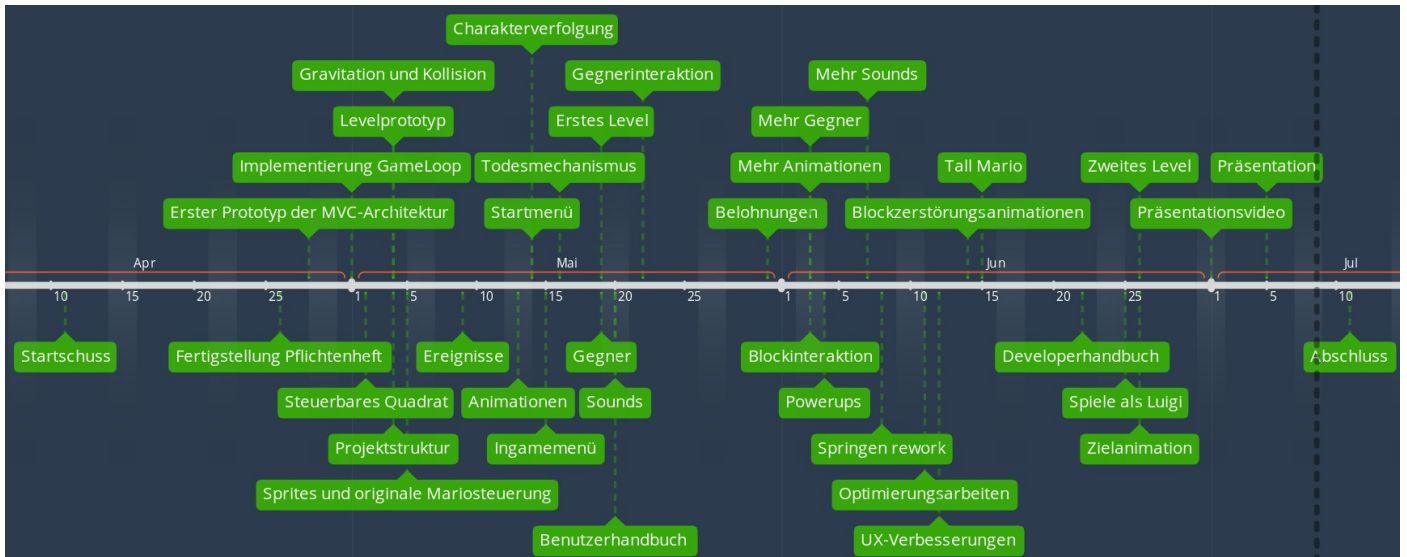 Charakterverfolgung
Gravitation und Kollision
Gegnerinteraktion
Mehr Sounds
Levelprototyp
Erstes Level
Mehr Gegner
Implementierung GameLoop
Todesmechanismus
Mehr Animationen
Tall Mario
Zweites Level
Präsentation
Erster Prototyp der MVC-Architektur
Startmenü
Belohnungen
Blockzerstörungsanimationen
Präsentationsvideo
Apr Mai Jun Jul
10 15 20 25 1 5 10 15 20 25 1 5 10 15 20 25 1 5 10
Startschuss
Fertigstellung Pflichtenheft
Ereignisse
Gegner
Blockinteraktion
Developerhandbuch
Abschluss
Steuerbares Quadrat
Animationen
Sounds
Powerups
Spiele als Luigi
Projektstruktur
Ingamemenü
Springen rework
Zielanimation
Sprites und originale Mariosteuerung
Optimierungsarbeiten
Benutzerhandbuch
UX-Verbesserungen